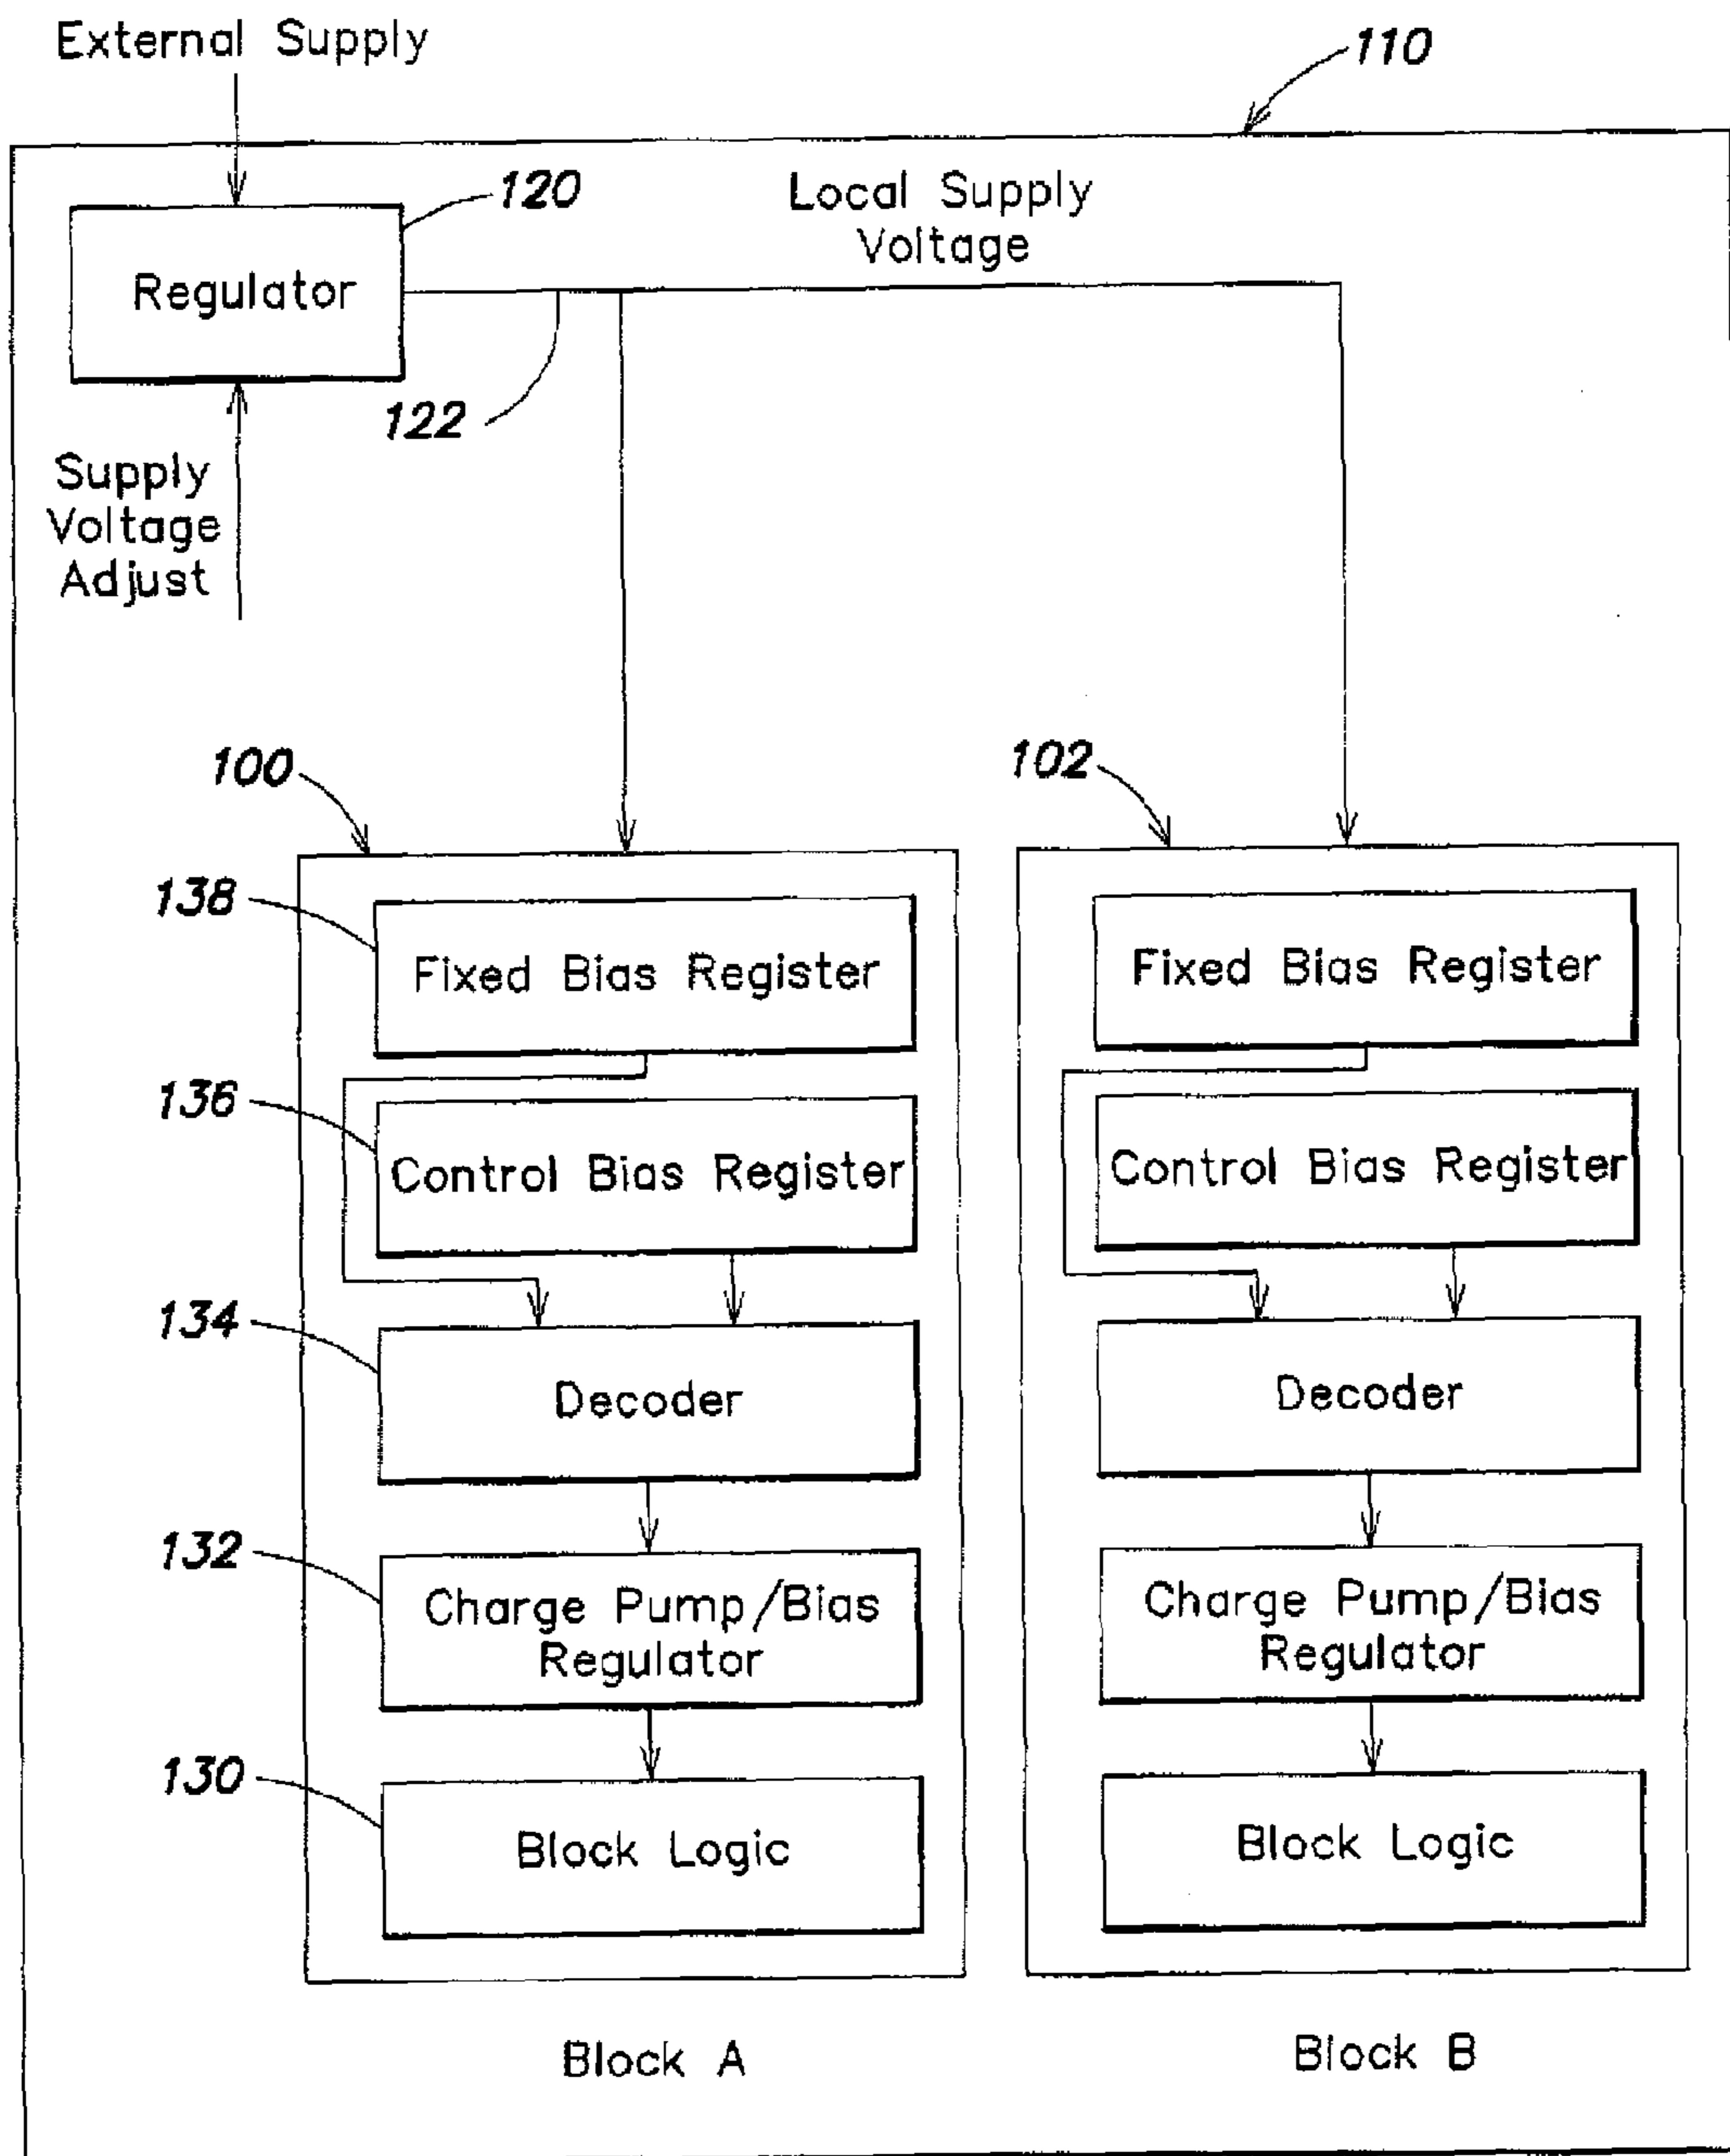 External Supply
110
120
Local Supply
Voltage
Regulator
122
Supply
Voltage
Adjust
100
102
138
Fixed Bias Register
Fixed Bias Register
136
Control Bias Register
Control Bias Register
134
Decoder
Decoder
132
Charge Pump/Bias
Regulator
Charge Pump/Bias
Regulator
130
Block Logic
Block Logic
Block A
Block B